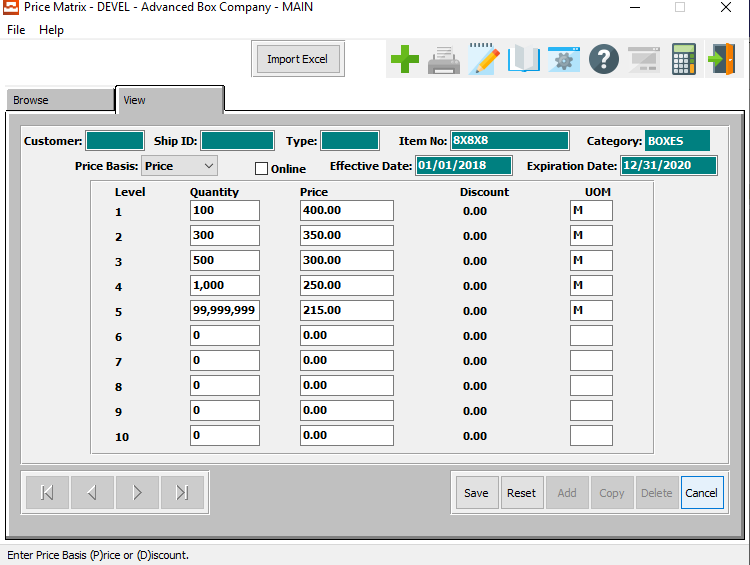 Price Matrix - DEVEL - Advanced Box Company - MAIN
File Help
Import Excel
Browse View
Customer: Ship ID: Type: Item No: 8X8X8 Category: BOXES
Price Basis: Price Online Effective Date: 01/01/2018 Expiration Date: 12/31/2020
Level Quantity Price Discount UOM
1 100 400.00 0.00 M
2 300 350.00 0.00 M
3 500 300.00 0.00 M
4 1,000 250.00 0.00 M
5 99,999,999 215.00 0.00 M
6 0 0.00 0.00
7 0 0.00 0.00
8 0 0.00 0.00
9 0 0.00 0.00
10 0 0.00 0.00
Save Reset Add Copy Delete Cancel
Enter Price Basis (P)rice or (D)iscount.